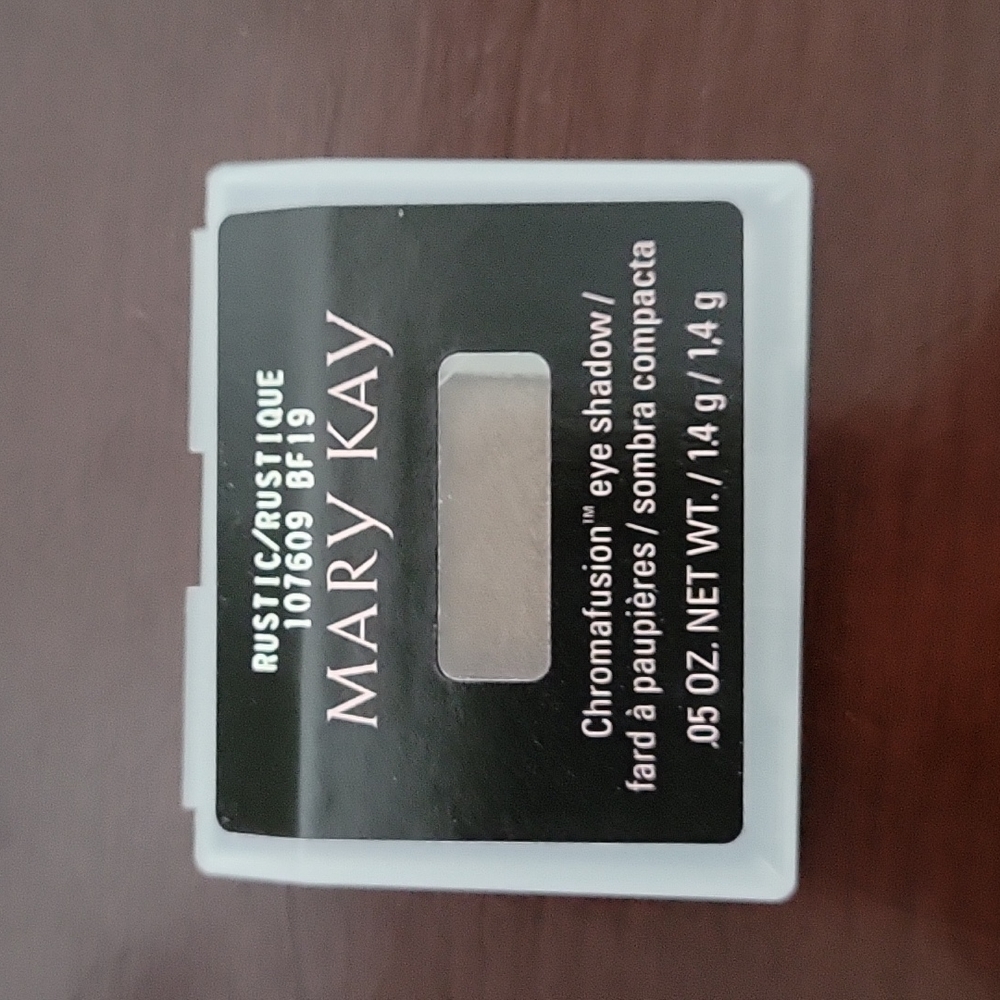 RUSTIC/RUSTIQUE
107609 BF19
MARY KAY
Chromafusion™ eye shadow /
fard à paupières / sombra compacta
.05 OZ. NET WT. / 1.4 g / 1,4 g